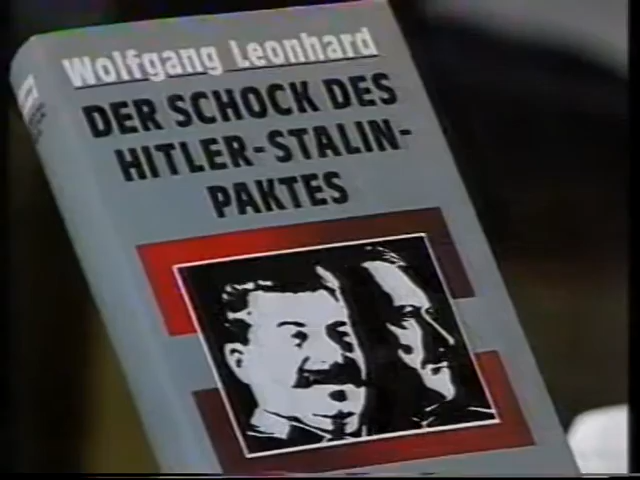 Wolfgang Leonhard
DER SCHOCK DES
HITLER-STALIN-
PAKTES